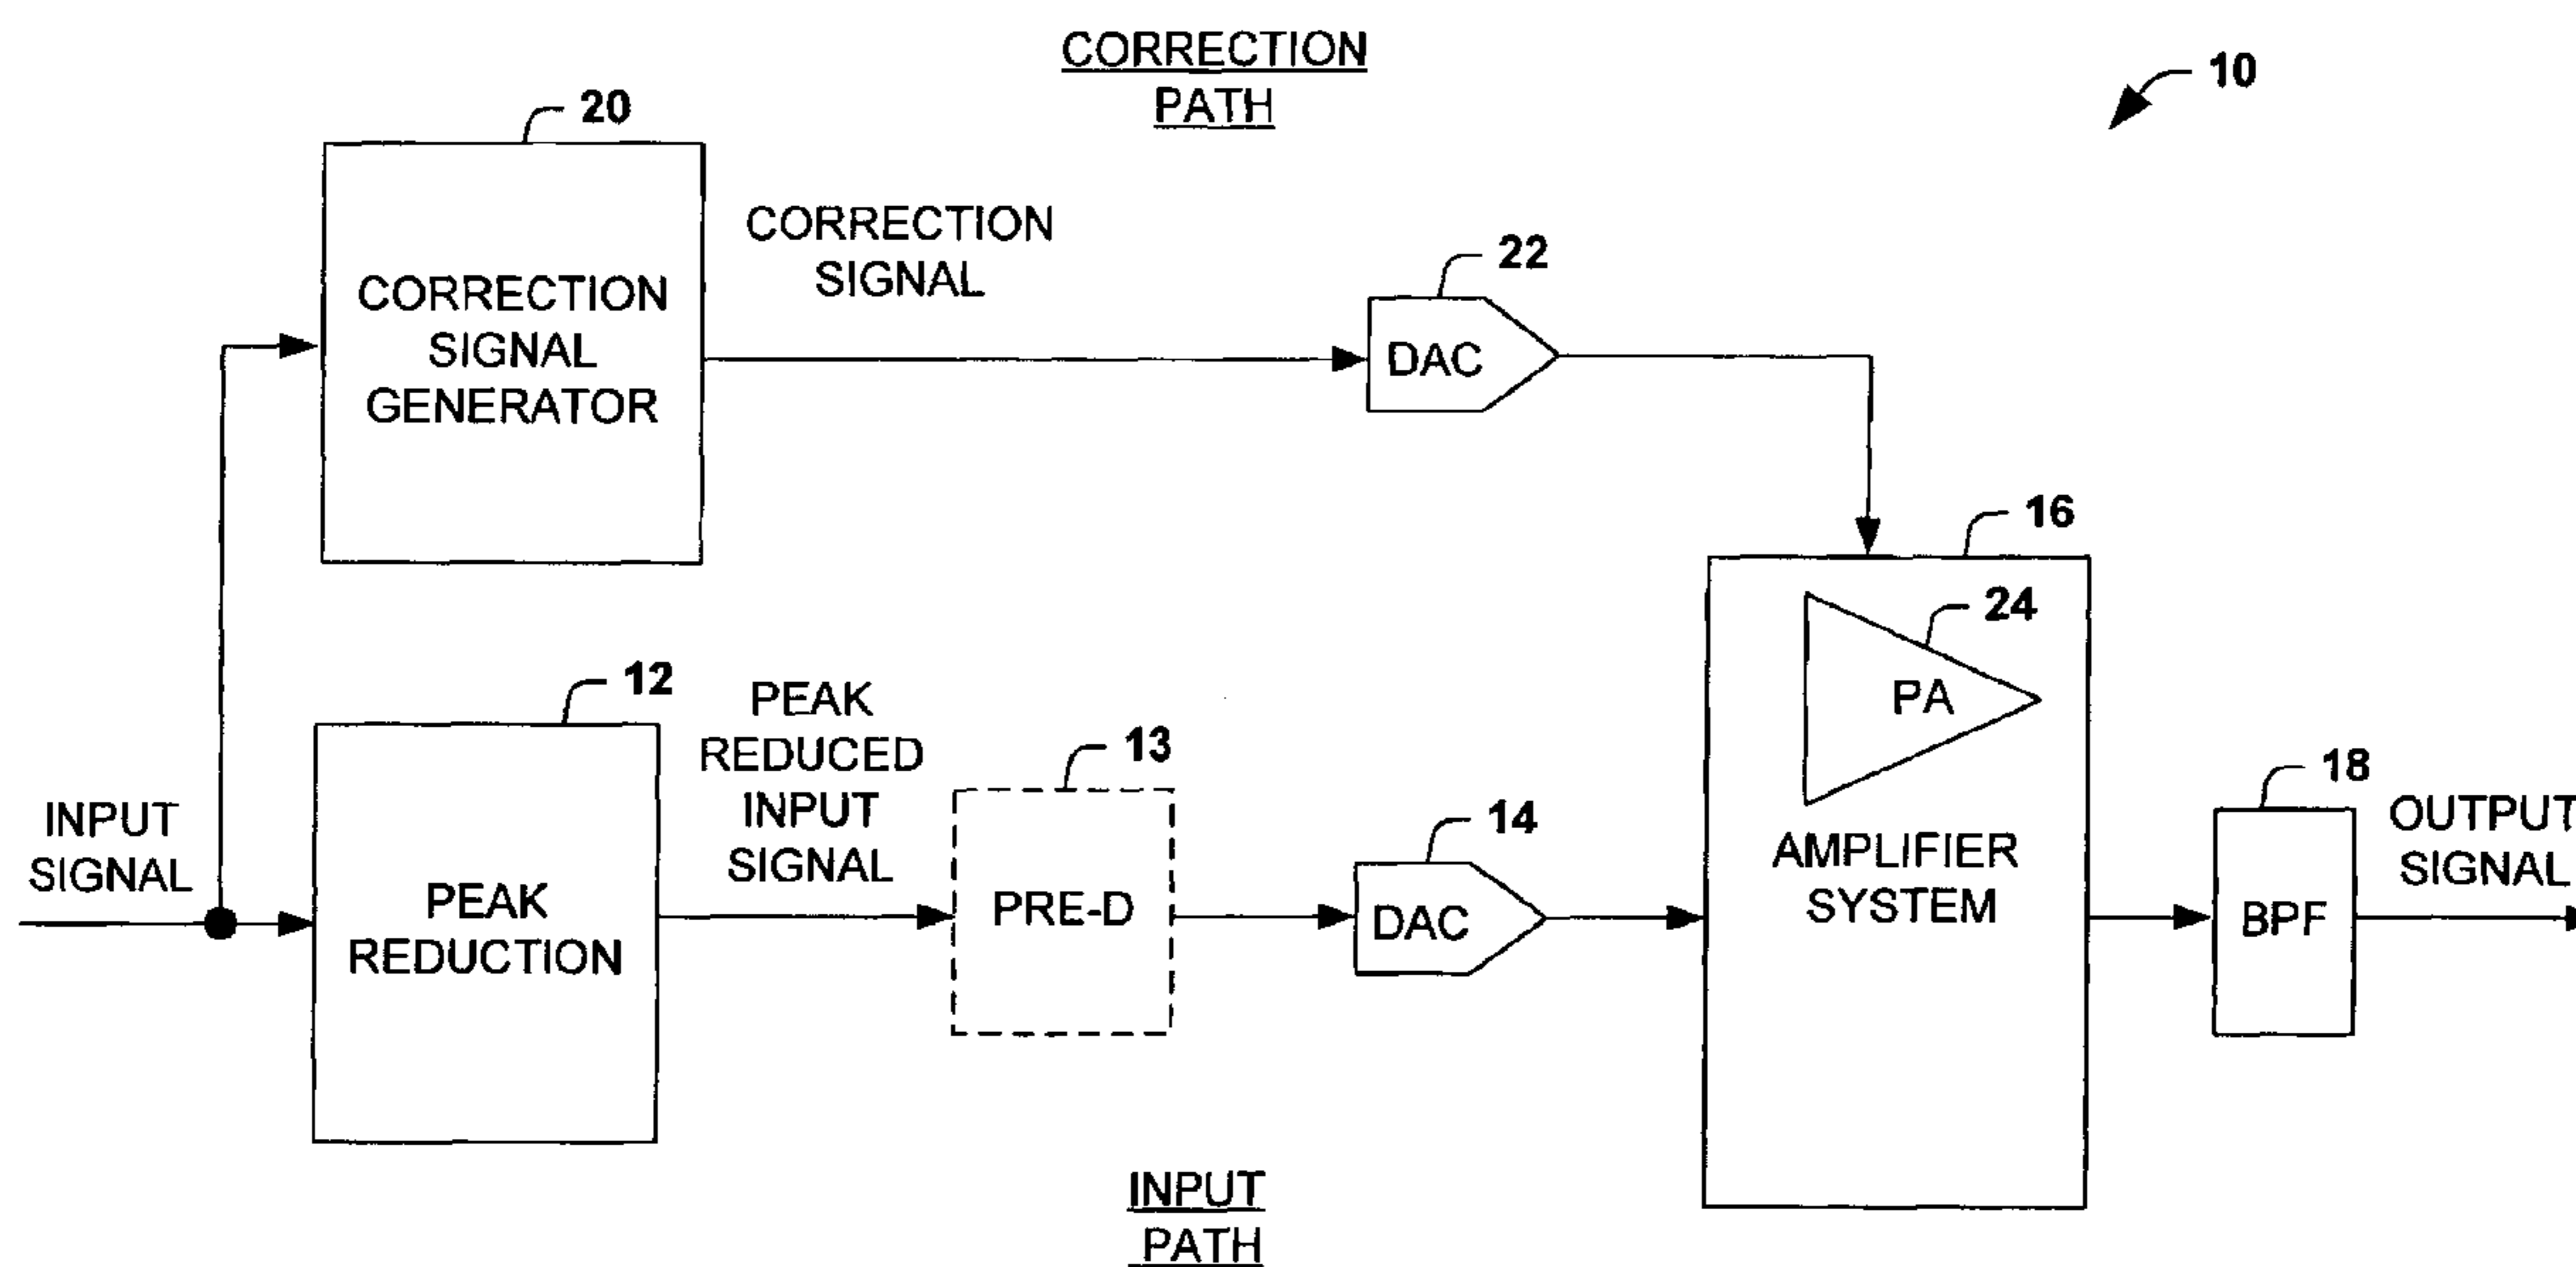 CORRECTION
PATH
10
20
CORRECTION
SIGNAL
GENERATOR
CORRECTION
SIGNAL
22
DAC
16
24
PA
AMPLIFIER
SYSTEM
INPUT
SIGNAL
12
PEAK
REDUCTION
PEAK
REDUCED
INPUT
SIGNAL
13
PRE-D
14
DAC
18
BPF
OUTPUT
SIGNAL
INPUT
PATH